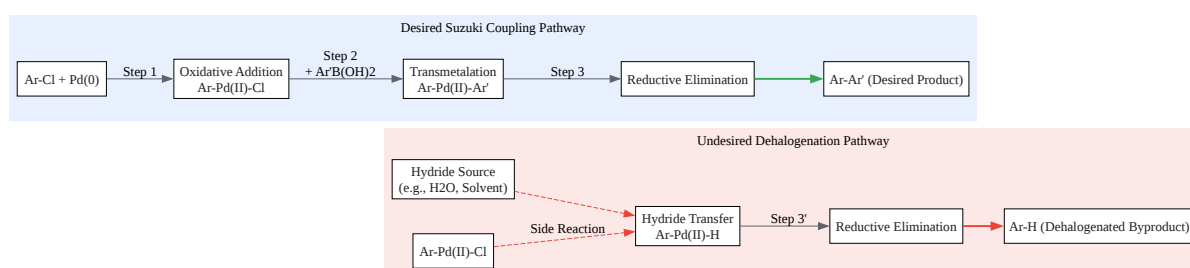 Desired Suzuki Coupling Pathway
Ar-Cl + Pd(0)
Step 1
Oxidative Addition
Ar-Pd(II)-Cl
Step 2
+ Ar'B(OH)2
Transmetalation
Ar-Pd(II)-Ar'
Step 3
Reductive Elimination
Ar-Ar' (Desired Product)
Undesired Dehalogenation Pathway
Hydride Source
(e.g., H2O, Solvent)
Ar-Pd(II)-Cl
Side Reaction
Hydride Transfer
Ar-Pd(II)-H
Step 3'
Reductive Elimination
Ar-H (Dehalogenated Byproduct)